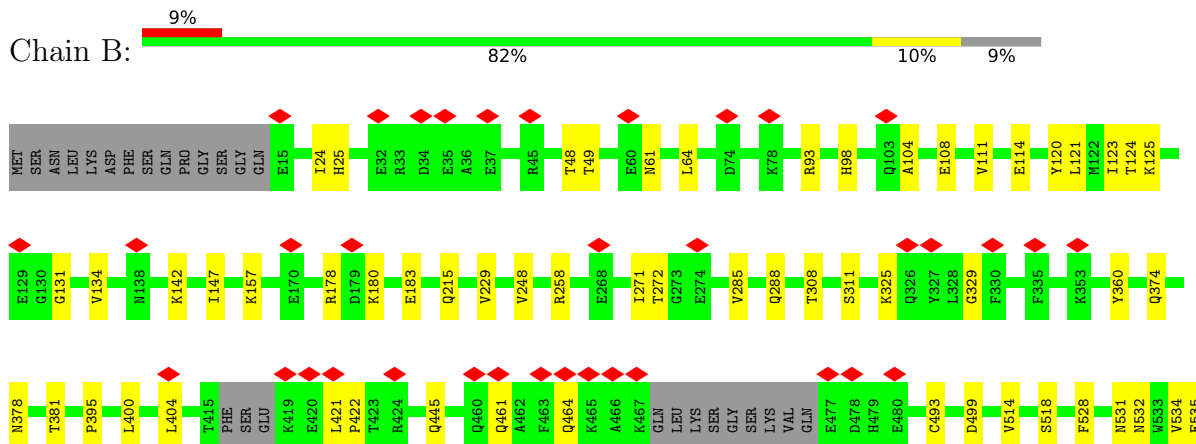 9%
Chain B:
82% 10% 9%
MET SER ASN LEU LYS ASP PHE SER GLN PRO GLY SER GLY GLN E15 I24 H25 E32 R33 D34 E35 A36 E37 R45 T48 T49 E60 N61 L64 D74 K78 R93 H98 Q103 A104 E108 V111 E114 Y120 L121 M122 I123 T124 K125
E129 G130 G131 V134 N138 K142 I147 K157 E170 R178 D179 K180 E183 Q215 V229 V248 R258 E268 I271 T272 G273 E274 V285 Q288 T308 S311 K325 Q326 Y327 L328 G329 F330 F335 K353 Y360 Q374
N378 T381 P395 L400 L404 T415 PHE SER GLU K419 E420 L421 P422 T423 R424 Q445 Q460 Q461 A462 F463 Q464 K465 A466 K467 GLN LEU LYS SER GLY SER LYS VAL GLN E477 D478 H479 E480 C493 D499 V514 S518 F528 N531 N532 W533 V534